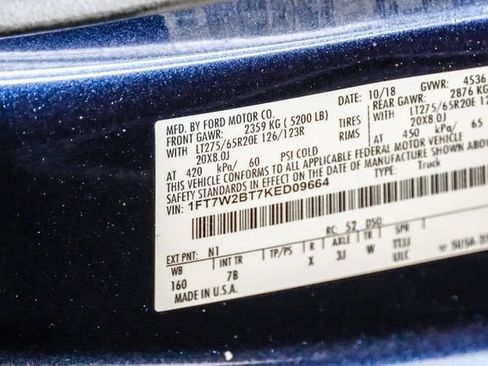 MFD. BY FORD MOTOR CO.
DATE: 10/18 GVWR: 4536
FRONT GAWR: 2359 KG ( 5200 LB) REAR GAWR: 2876 KG
WITH LT275/65R20E 126/123R TIRES WITH LT275/65R20E 12
20X8.0J RIMS 20X8.0J
AT 420 kPa/ 60 PSI COLD AT 450 kPa/ 65
THIS VEHICLE CONFORMS TO ALL APPLICABLE FEDERAL MOTOR VEHICLE
SAFETY STANDARDS IN EFFECT ON THE DATE OF MANUFACTURE SHOWN
VIN: 1FT7W2BT7KED09664 TYPE: Truck
EXT PNT: N1 RC: 52 DSO
WB INT TR TP/PS R AXLE TR SPR
160 7B X 3J W
MADE IN U.S.A.